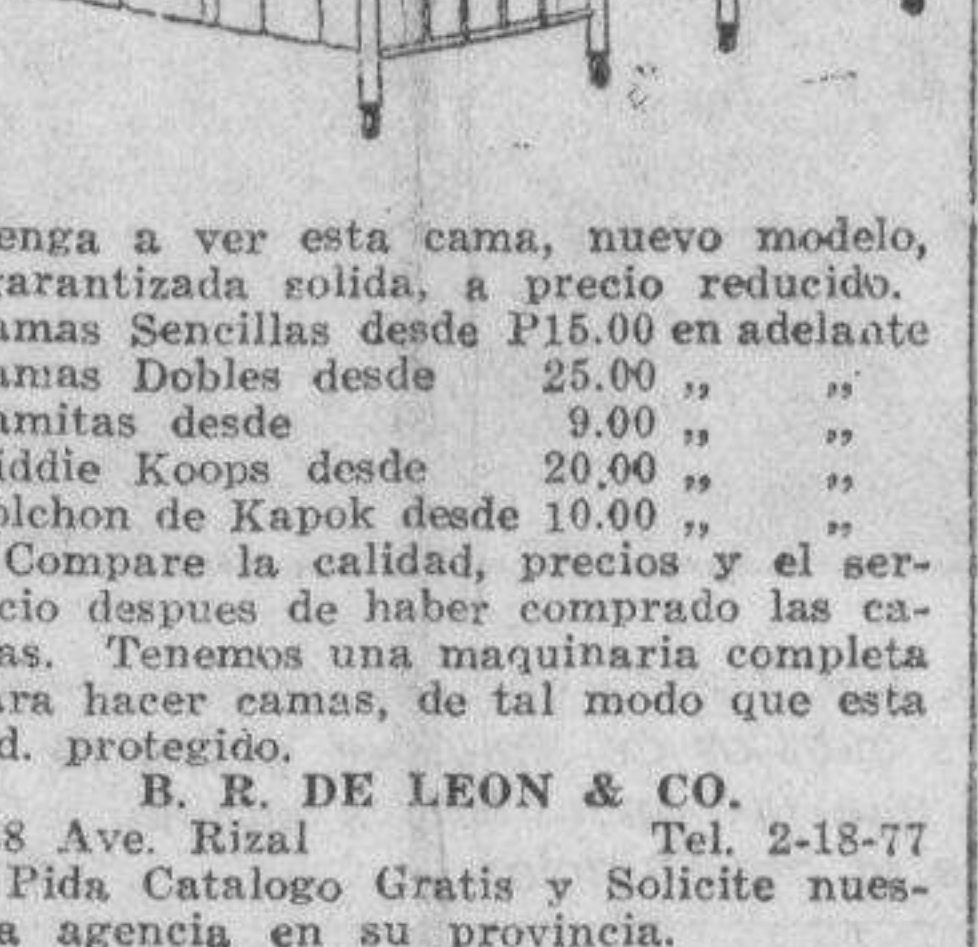 enga a ver esta cama, nuevo modelo,
garantizada solida, a precio reducido.
amas Sencillas desde P15.00 en adelante
amas Dobles desde 25.00 ,, ,,
amitas desde 9.00 ,, ,,
iddie Koops desde 20.00 ,, ,,
olchon de Kapok desde 10.00 ,, ,,
Compare la calidad, precios y el ser-
cio despues de haber comprado las ca-
as. Tenemos una maquinaria completa
ara hacer camas, de tal modo que esta
d. protegido.
B. R. DE LEON & CO.
8 Ave. Rizal Tel. 2-18-77
Pida Catalogo Gratis y Solicite nues-
a agencia en su provincia.